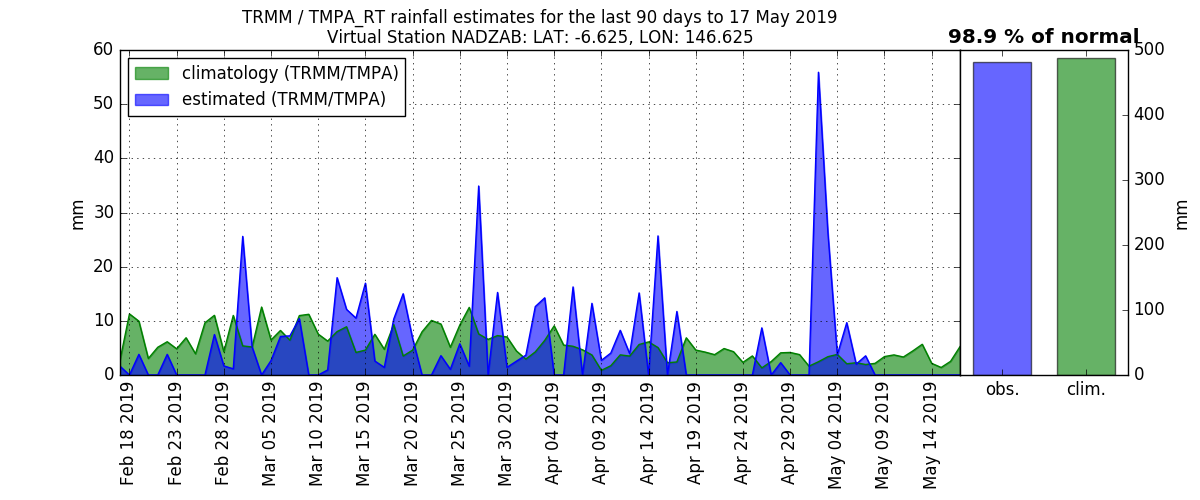 TRMM / TMPA_RT rainfall estimates for the last 90 days to 17 May 2019
Virtual Station NADZAB: LAT: -6.625, LON: 146.625
98.9 % of normal
climatology (TRMM/TMPA)
estimated (TRMM/TMPA)
mm
60
50
40
30
20
10
0
Feb 18 2019
Feb 23 2019
Feb 28 2019
Mar 05 2019
Mar 10 2019
Mar 15 2019
Mar 20 2019
Mar 25 2019
Mar 30 2019
Apr 04 2019
Apr 09 2019
Apr 14 2019
Apr 19 2019
Apr 24 2019
Apr 29 2019
May 04 2019
May 09 2019
May 14 2019
obs.
clim.
500
400
300
200
100
0
mm